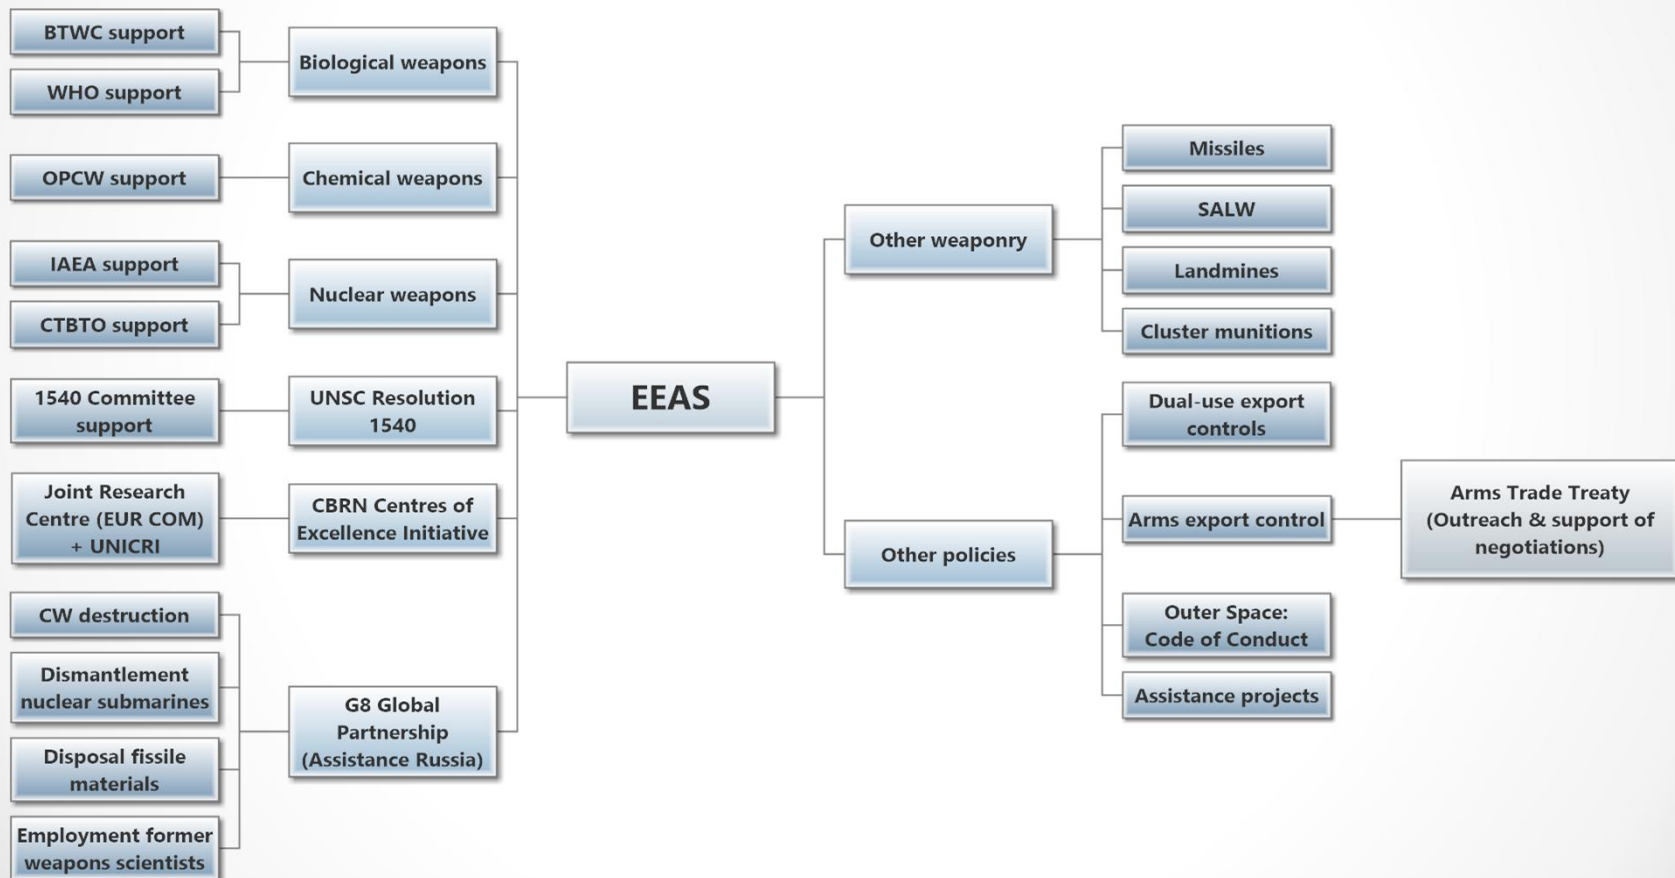 BTWC support
WHO support
Biological weapons
OPCW support
Chemical weapons
IAEA support
CTBTO support
Nuclear weapons
1540 Committee
support
UNSC Resolution
1540
Joint Research
Centre (EUR COM)
+ UNICRI
CBRN Centres of
Excellence Initiative
CW destruction
Dismantlement
nuclear submarines
Disposal fissile
materials
Employment former
weapons scientists
G8 Global
Partnership
(Assistance Russia)
EEAS
Other weaponry
Missiles
SALW
Landmines
Cluster munitions
Other policies
Dual-use export
controls
Arms export control
Arms Trade Treaty
(Outreach & support of
negotiations)
Outer Space:
Code of Conduct
Assistance projects